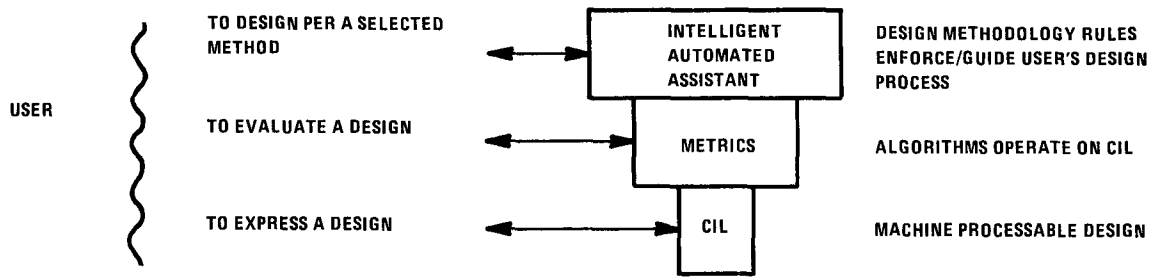 USER
TO DESIGN PER A SELECTED
METHOD
INTELLIGENT
AUTOMATED
ASSISTANT
DESIGN METHODOLOGY RULES
ENFORCE/GUIDE USER'S DESIGN
PROCESS
TO EVALUATE A DESIGN
METRICS
ALGORITHMS OPERATE ON CIL
TO EXPRESS A DESIGN
CIL
MACHINE PROCESSABLE DESIGN